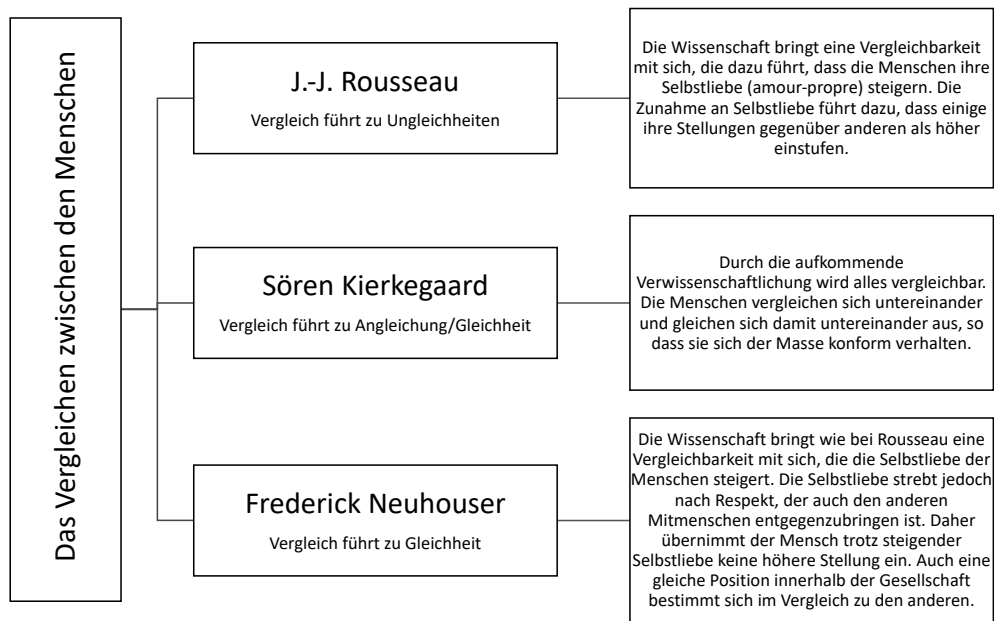 Das Vergleichen zwischen den Menschen
J.-J. Rousseau
Vergleich führt zu Ungleichheiten
Die Wissenschaft bringt eine Vergleichbarkeit
mit sich, die dazu führt, dass die Menschen ihre
Selbstliebe (amour-propre) steigern. Die
Zunahme an Selbstliebe führt dazu, dass einige
ihre Stellungen gegenüber anderen als höher
einstufen.
Sören Kierkegaard
Vergleich führt zu Angleichung/Gleichheit
Durch die aufkommende
Verwissenschaftlichung wird alles vergleichbar.
Die Menschen vergleichen sich untereinander
und gleichen sich damit untereinander aus, so
dass sie sich der Masse konform verhalten.
Frederick Neuhouser
Vergleich führt zu Gleichheit
Die Wissenschaft bringt wie bei Rousseau eine
Vergleichbarkeit mit sich, die die Selbstliebe der
Menschen steigert. Die Selbstliebe strebt jedoch
nach Respekt, der auch den anderen
Mitmenschen entgegenzubringen ist. Daher
übernimmt der Mensch trotz steigender
Selbstliebe keine höhere Stellung ein. Auch eine
gleiche Position innerhalb der Gesellschaft
bestimmt sich im Vergleich zu den anderen.